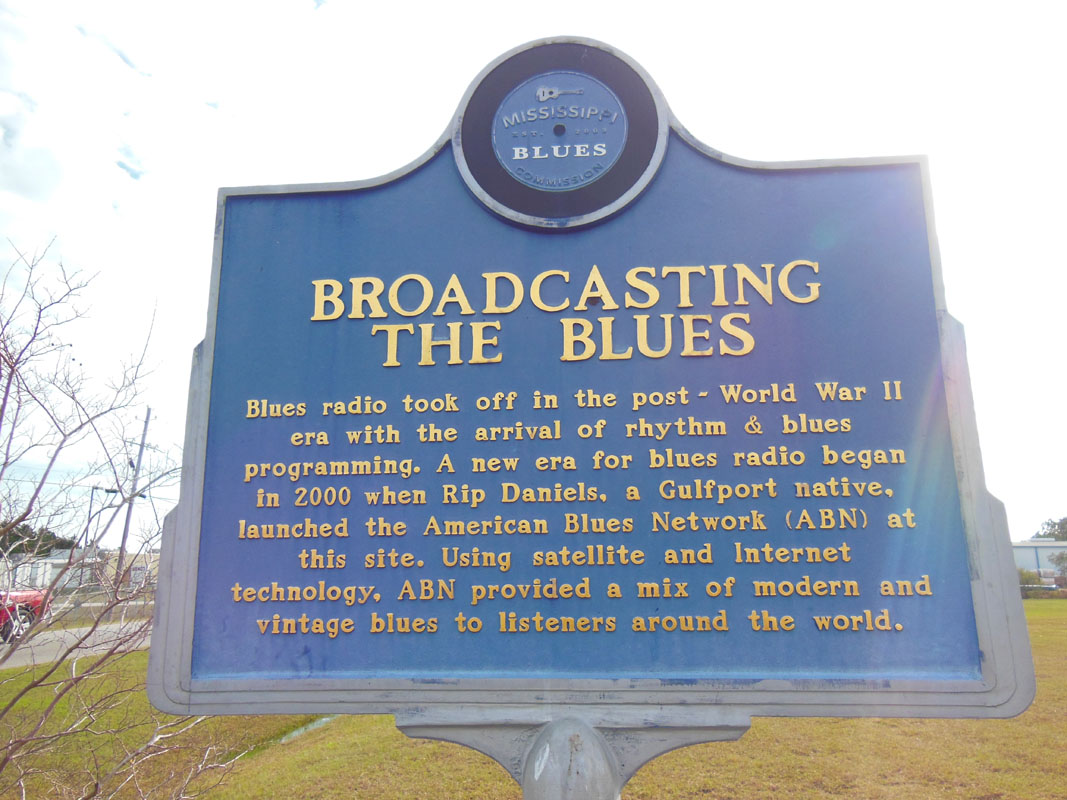 MISSISSIPPI
BLUES
COMMISSION
BROADCASTING
THE BLUES
Blues radio took off in the post - World War II
era with the arrival of rhythm & blues
programming. A new era for blues radio began
in 2000 when Rip Daniels, a Gulfport native,
launched the American Blues Network (ABN) at
this site. Using satellite and Internet
technology, ABN provided a mix of modern and
vintage blues to listeners around the world.